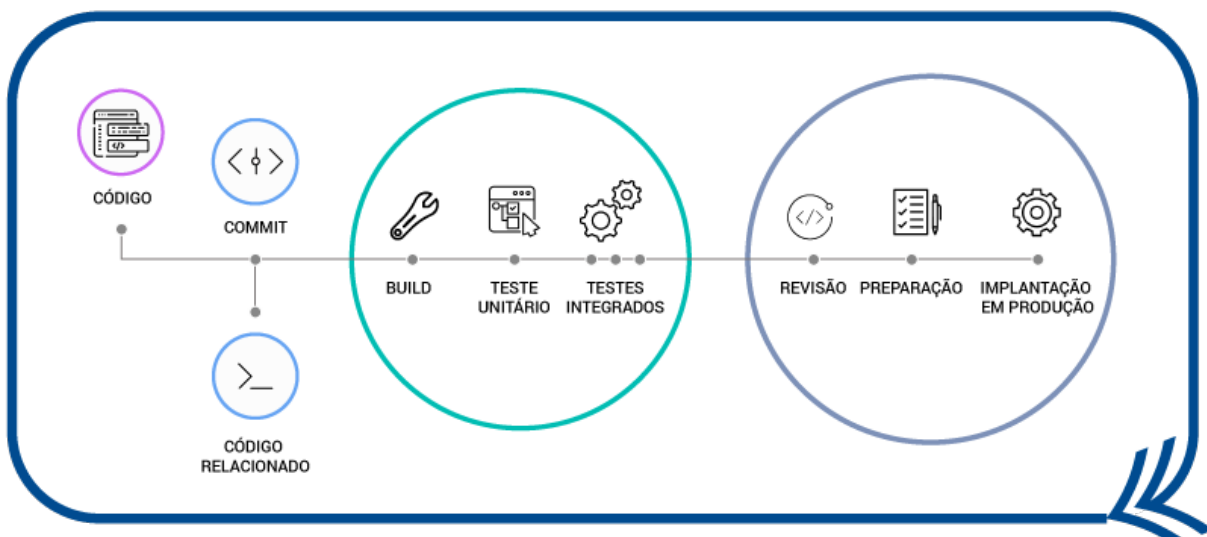 CÓDIGO
COMMIT
CÓDIGO
RELACIONADO
BUILD
TESTE
UNITÁRIO
TESTES
INTEGRADOS
REVISÃO
PREPARAÇÃO
IMPLANTAÇÃO
EM PRODUÇÃO